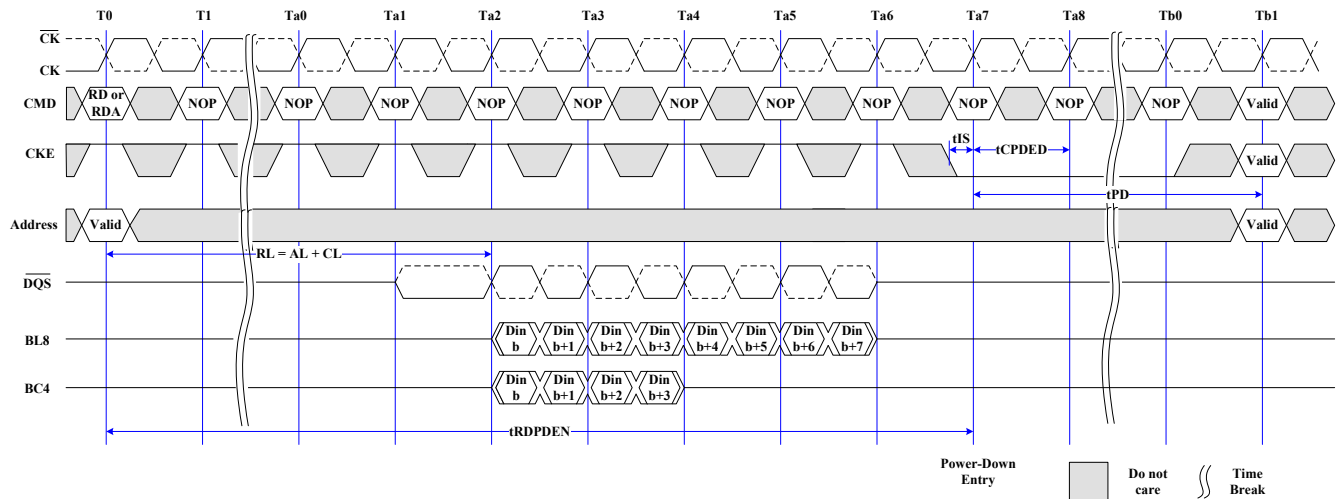 T0 T1 Ta0 Ta1 Ta2 Ta3 Ta4 Ta5 Ta6 Ta7 Ta8 Tb0 Tb1
CK
CK
CMD RD or RDA NOP NOP NOP NOP NOP NOP NOP NOP NOP NOP NOP Valid
CKE tIS tCPDED Valid
tPD
Address Valid Valid
RL = AL + CL
DQS
BL8 Din b Din b+1 Din b+2 Din b+3 Din b+4 Din b+5 Din b+6 Din b+7
BC4 Din b Din b+1 Din b+2 Din b+3
tRDPDEN
Power-Down Entry
Do not care
Time Break